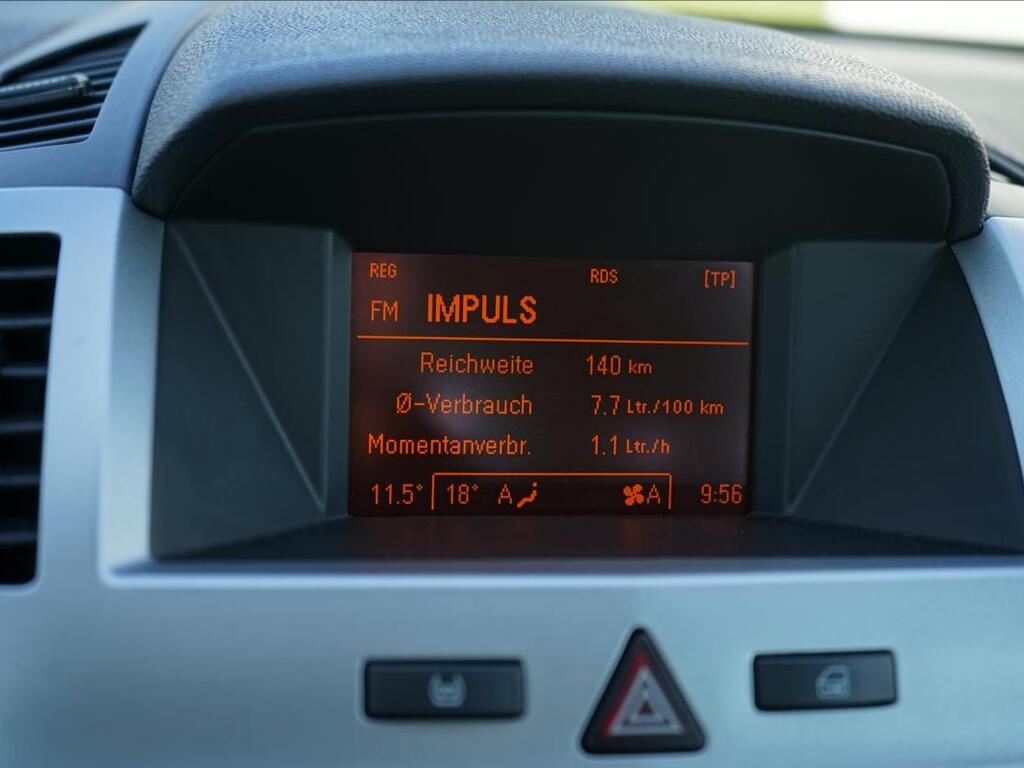 REG RDS [TP]
FM IMPULS
Reichweite 140 km
Ø-Verbrauch 7.7 Ltr./100 km
Momentanverbr. 1.1 Ltr./h
11.5° 18° A A 9:56